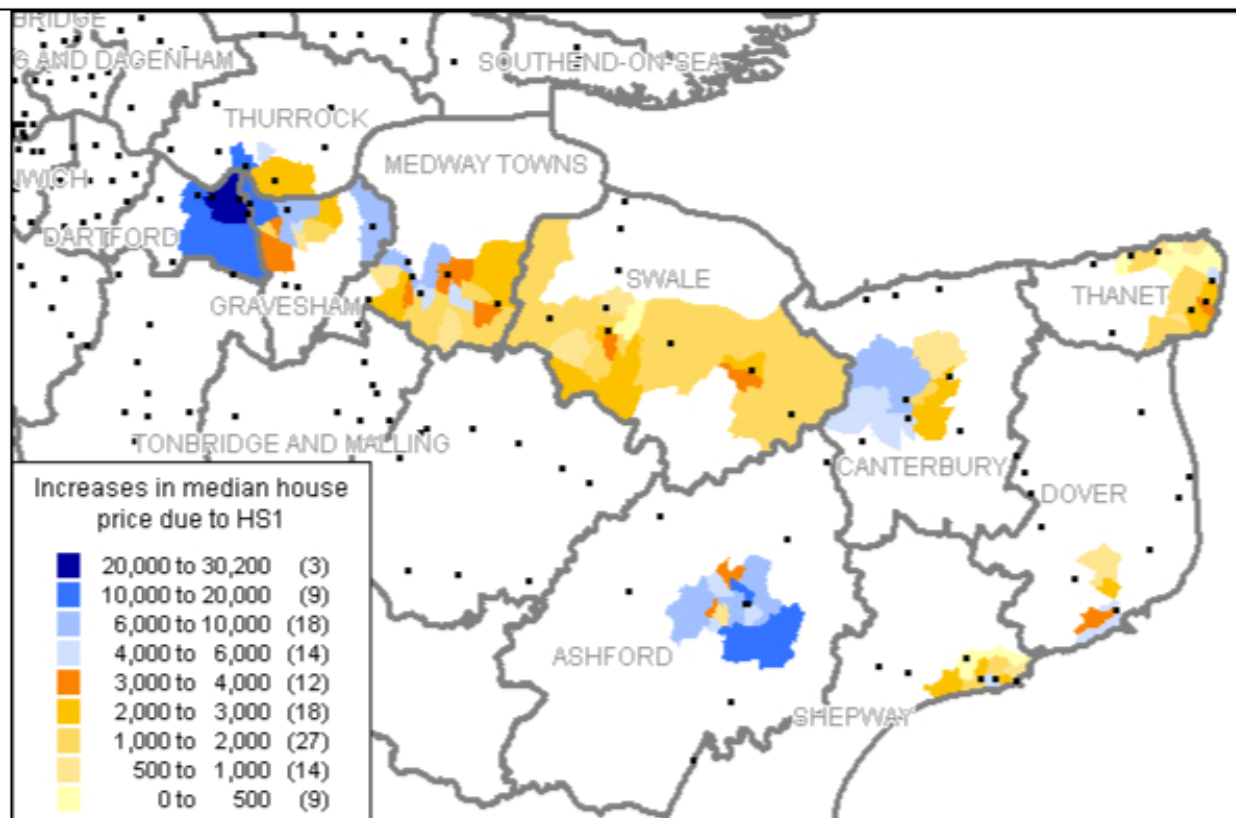 BRIDGE
G AND DAGENHAM
SOUTHEND-ON-SEA
THURROCK
MEDWAY TOWNS
NWICH
DARTFORD
SWALE
THANET
GRAVESHAM
TONBRIDGE AND MALLING
CANTERBURY
DOVER
ASHFORD
SHEPWAY
Increases in median house
price due to HS1
20,000 to 30,200 (3)
10,000 to 20,000 (9)
6,000 to 10,000 (18)
4,000 to 6,000 (14)
3,000 to 4,000 (12)
2,000 to 3,000 (18)
1,000 to 2,000 (27)
500 to 1,000 (14)
0 to 500 (9)